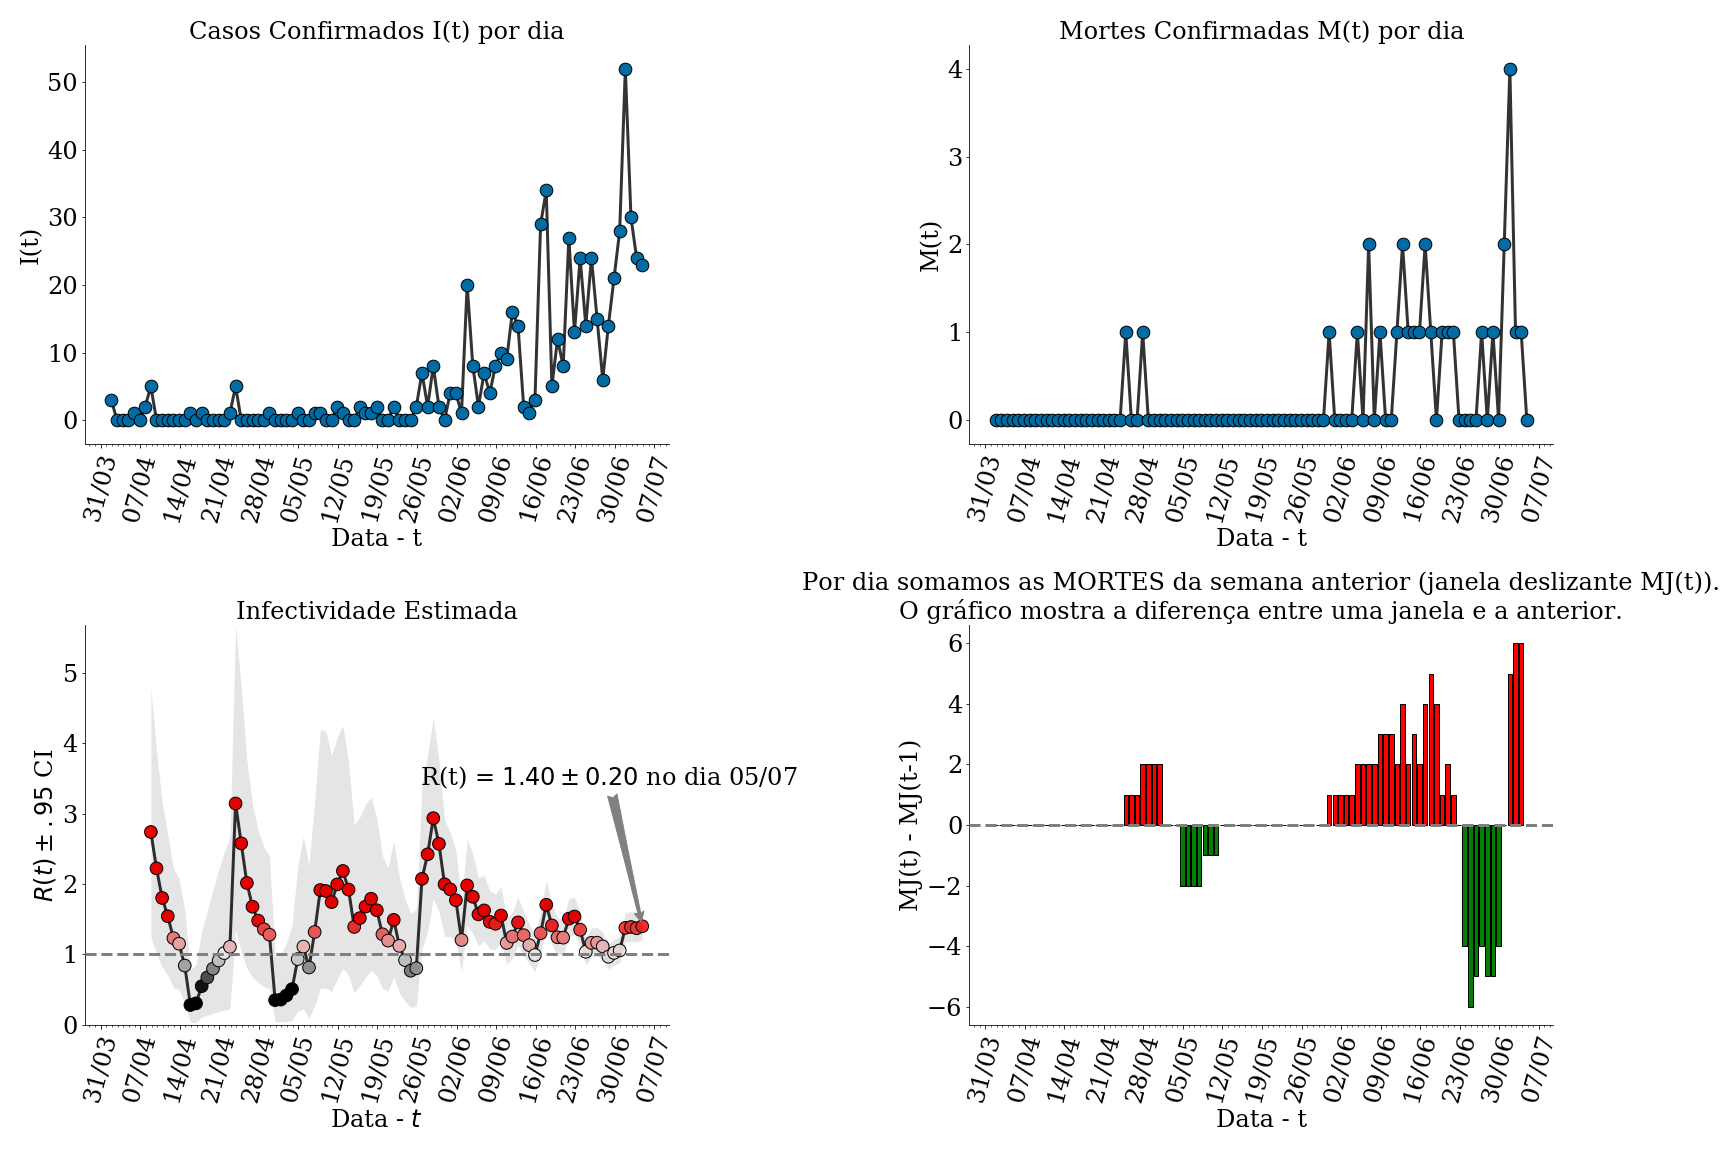 Casos Confirmados I(t) por dia
I(t)
50
40
30
20
10
0
31/03 07/04 14/04 21/04 28/04 05/05 12/05 19/05 26/05 02/06 09/06 16/06 23/06 30/06 07/07
Data - t
Mortes Confirmadas M(t) por dia
M(t)
4
3
2
1
0
31/03 07/04 14/04 21/04 28/04 05/05 12/05 19/05 26/05 02/06 09/06 16/06 23/06 30/06 07/07
Data - t
Infectividade Estimada
R(t) ± .95 CI
5
4
3
2
1
0
R(t) = 1.40 ± 0.20 no dia 05/07
31/03 07/04 14/04 21/04 28/04 05/05 12/05 19/05 26/05 02/06 09/06 16/06 23/06 30/06 07/07
Data - t
Por dia somamos as MORTES da semana anterior (janela deslizante MJ(t)).
O gráfico mostra a diferença entre uma janela e a anterior.
MJ(t) - MJ(t-1)
6
4
2
0
−2
−4
−6
31/03 07/04 14/04 21/04 28/04 05/05 12/05 19/05 26/05 02/06 09/06 16/06 23/06 30/06 07/07
Data - t